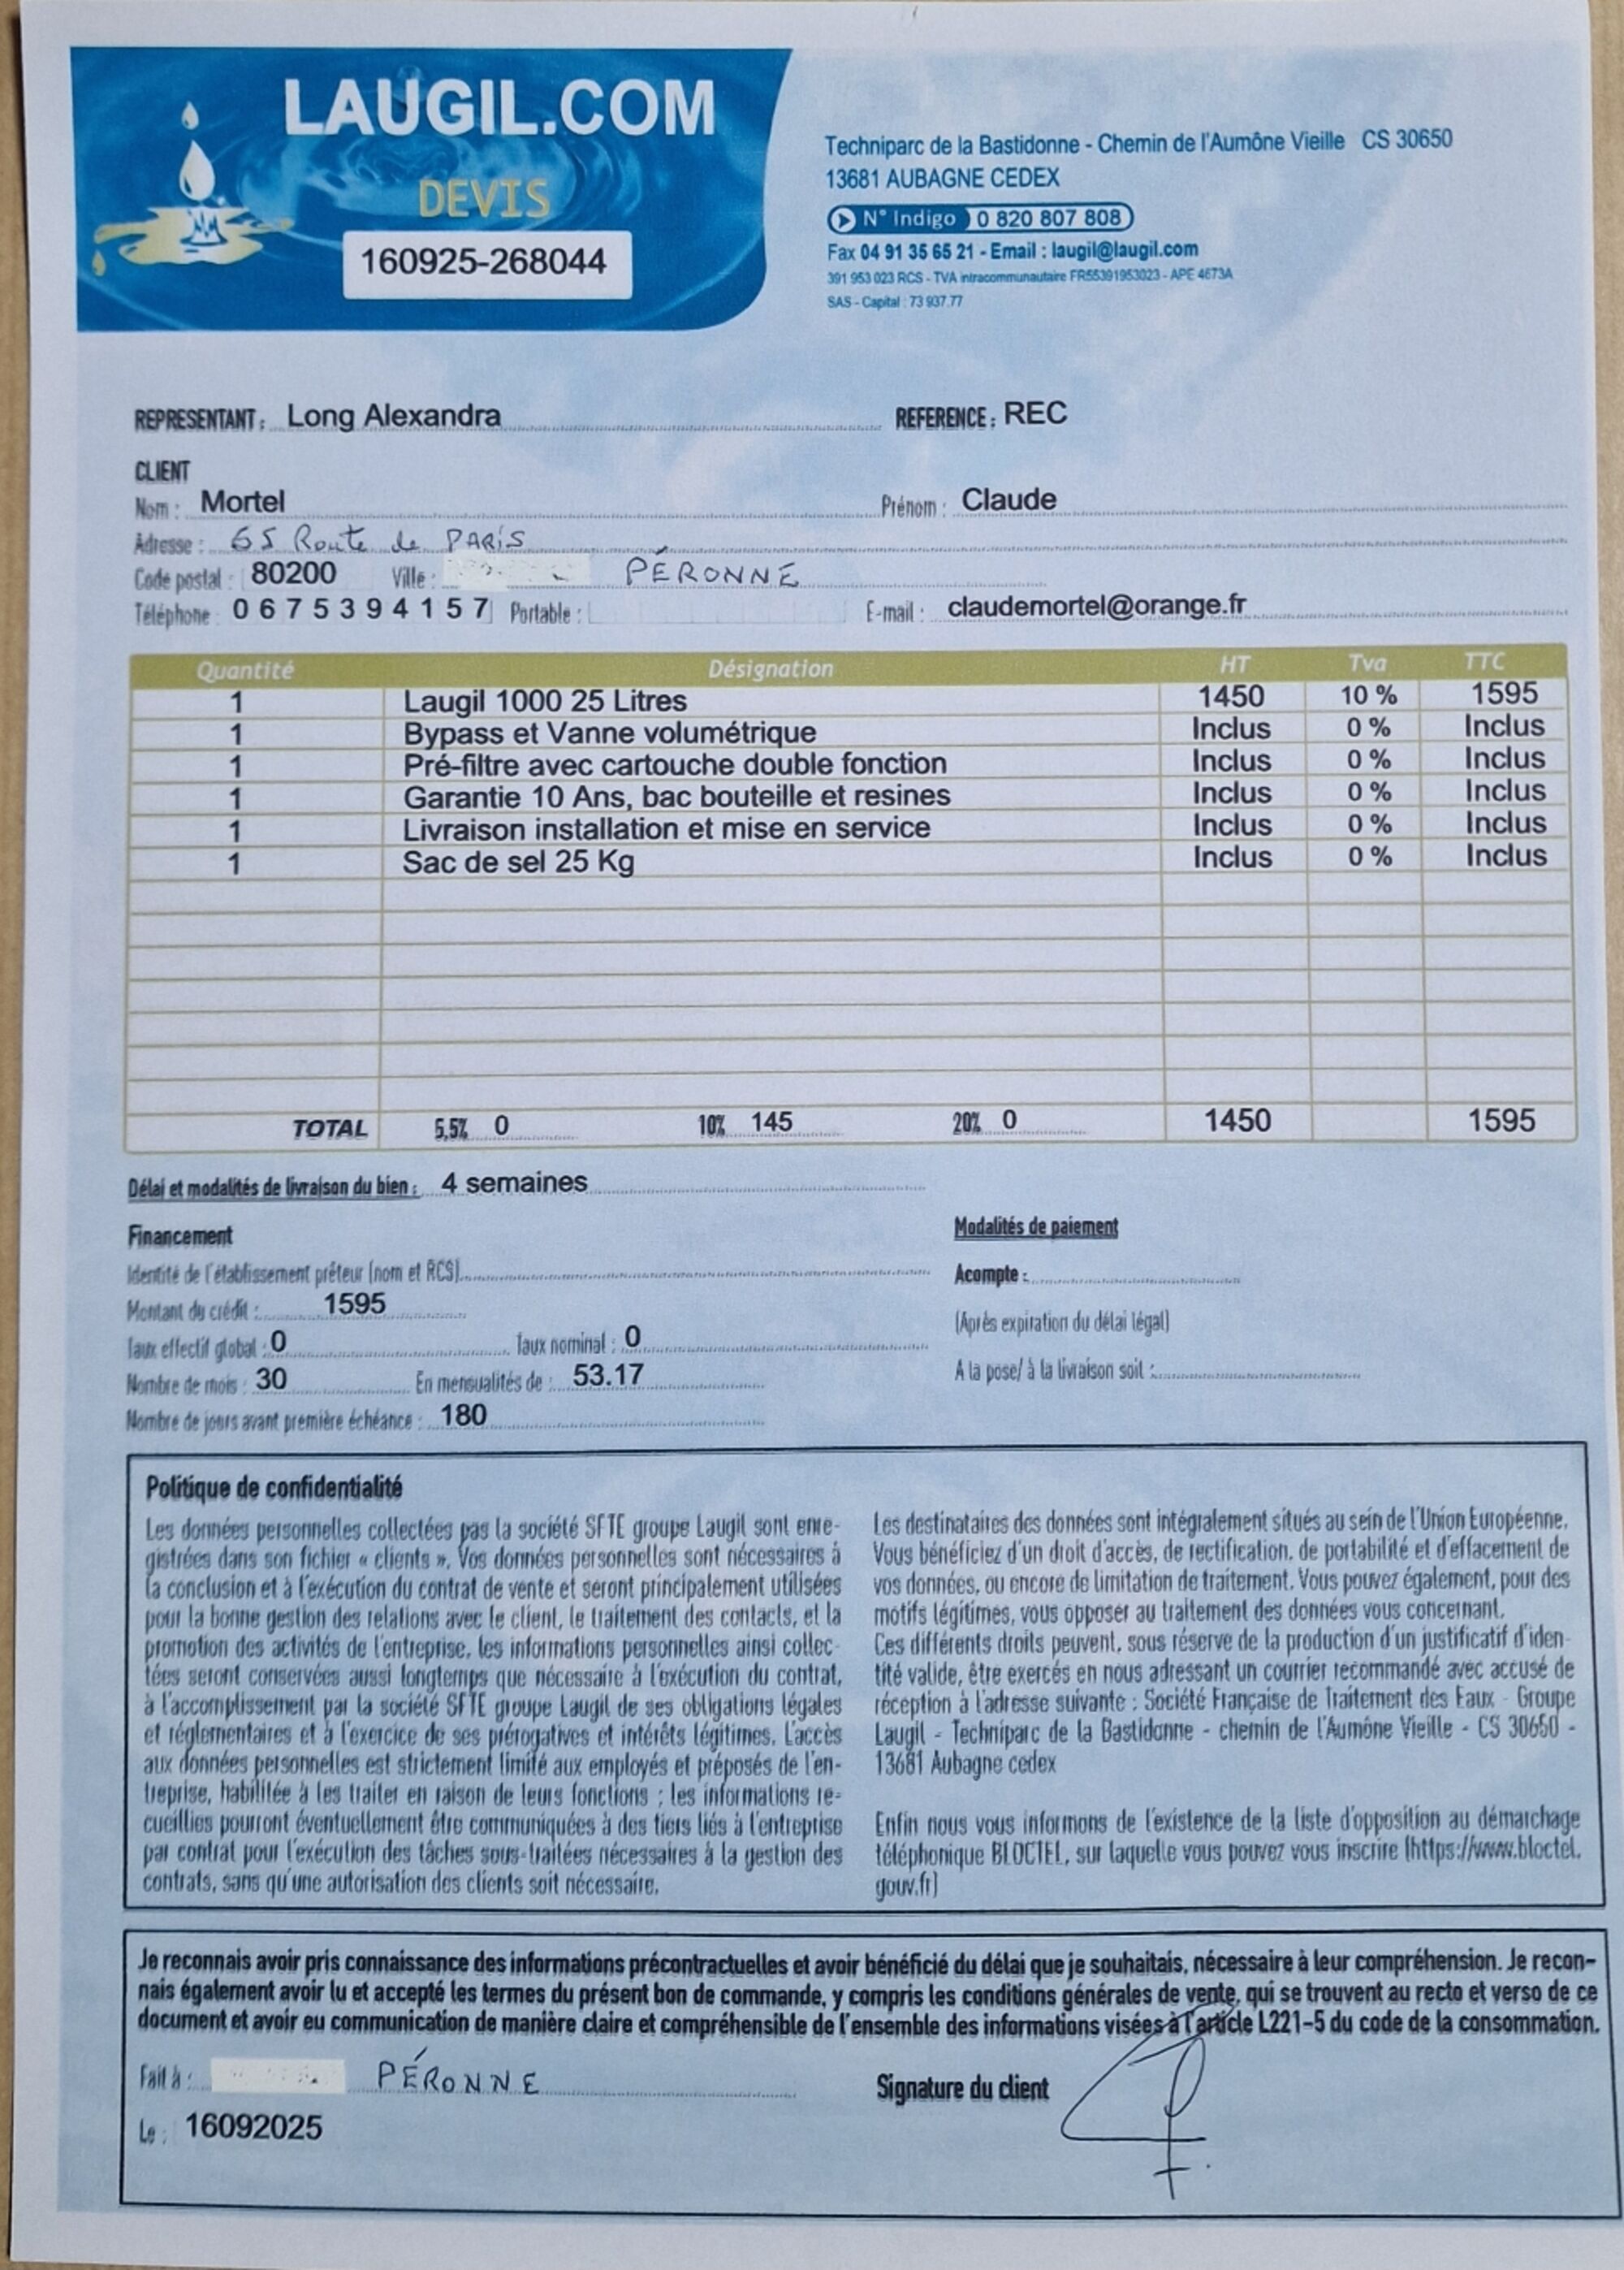 LAUGIL.COM
DEVIS
160925-268044
Techniparc de la Bastidonne - Chemin de l'Aumône Vieille CS 30650
13681 AUBAGNE CEDEX
N° Indigo 0 820 807 808
Fax 04 91 35 65 21 - Email : laugil@laugil.com
391 953 023 RCS - TVA intracommunautaire FR55391953023 - APE 4673A
SAS - Capital : 73 937.77
REPRESENTANT : Long Alexandra REFERENCE : REC
CLIENT
Nom : Mortel Prénom : Claude
Adresse : 65 Route de PARIS
Code postal : 80200 Ville : PÉRONNE
Téléphone : 0675394157 Portable : E-mail : claudemortel@orange.fr
Quantité Désignation HT Tva TTC
1 Laugil 1000 25 Litres 1450 10 % 1595
1 Bypass et Vanne volumétrique Inclus 0 % Inclus
1 Pré-filtre avec cartouche double fonction Inclus 0 % Inclus
1 Garantie 10 Ans, bac bouteille et resines Inclus 0 % Inclus
1 Livraison installation et mise en service Inclus 0 % Inclus
1 Sac de sel 25 Kg Inclus 0 % Inclus
TOTAL 5,5% 0 10% 145 20% 0 1450 1595
Délai et modalités de livraison du bien : 4 semaines
Financement
Identité de l'établissement prêteur (nom et RCS)
Montant du crédit : 1595
Taux effectif global : 0 Taux nominal : 0
Nombre de mois : 30 En mensualités de : 53.17
Nombre de jours avant première échéance : 180
Modalités de paiement
Acompte :
(Après expiration du délai légal)
A la pose/ à la livraison soit :
Politique de confidentialité
Les données personnelles collectées pas la société SFTE groupe Laugil sont enre-
gistrées dans son fichier « clients ». Vos données personnelles sont nécessaires à
la conclusion et à l'exécution du contrat de vente et seront principalement utilisées
pour la bonne gestion des relations avec le client, le traitement des contacts, et la
promotion des activités de l'entreprise, les informations personnelles ainsi collec-
tées seront conservées aussi longtemps que nécessaire à l'exécution du contrat,
à l'accomplissement par la société SFTE groupe Laugil de ses obligations légales
et réglementaires et à l'exercice de ses prérogatives et intérêts légitimes. L'accès
aux données personnelles est strictement limité aux employés et préposés de l'en-
treprise, habilitée à les traiter en raison de leurs fonctions ; les informations re-
cueillies pourront éventuellement être communiquées à des tiers liés à l'entreprise
par contrat pour l'exécution des tâches sous-traitées nécessaires à la gestion des
contrats, sans qu'une autorisation des clients soit nécessaire.
Les destinataires des données sont intégralement situés au sein de l'Union Européenne.
Vous bénéficiez d'un droit d'accès, de rectification, de portabilité et d'effacement de
vos données, ou encore de limitation de traitement. Vous pouvez également, pour des
motifs légitimes, vous opposer au traitement des données vous concernant.
Ces différents droits peuvent, sous réserve de la production d'un justificatif d'iden-
tité valide, être exercés en nous adressant un courrier recommandé avec accusé de
réception à l'adresse suivante : Société Française de Traitement des Eaux - Groupe
Laugil - Techniparc de la Bastidonne - chemin de l'Aumône Vieille - CS 30650 -
13681 Aubagne cedex
Enfin nous vous informons de l'existence de la liste d'opposition au démarchage
téléphonique BLOCTEL, sur laquelle vous pouvez vous inscrire (https://www.bloctel.
gouv.fr)
Je reconnais avoir pris connaissance des informations précontractuelles et avoir bénéficié du délai que je souhaitais, nécessaire à leur compréhension. Je recon-
nais également avoir lu et accepté les termes du présent bon de commande, y compris les conditions générales de vente, qui se trouvent au recto et verso de ce
document et avoir eu communication de manière claire et compréhensible de l'ensemble des informations visées à l'article L221-5 du code de la consommation.
Fait à : PÉRONNE Signature du client
Le : 16092025